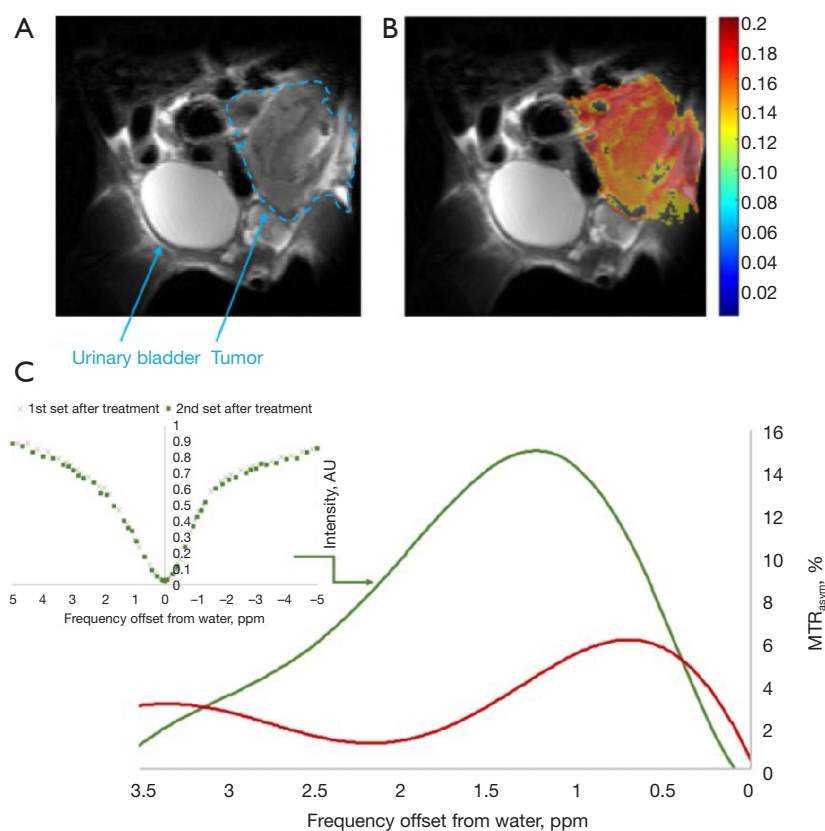 A
B
0.2
0.18
0.16
0.14
0.12
0.10
0.08
0.06
0.04
0.02
Urinary bladder Tumor
C
× 1st set after treatment ▪ 2nd set after treatment
1
0.9
0.8
0.7
0.6
0.5
0.4
0.3
0.2
0.1
0
Intensity, AU
5 4 3 2 1 0 −1 −2 −3 −4 −5
Frequency offset from water, ppm
16
14
12
10
8
6
4
2
0
MTRasym, %
3.5 3 2.5 2 1.5 1 0.5 0
Frequency offset from water, ppm